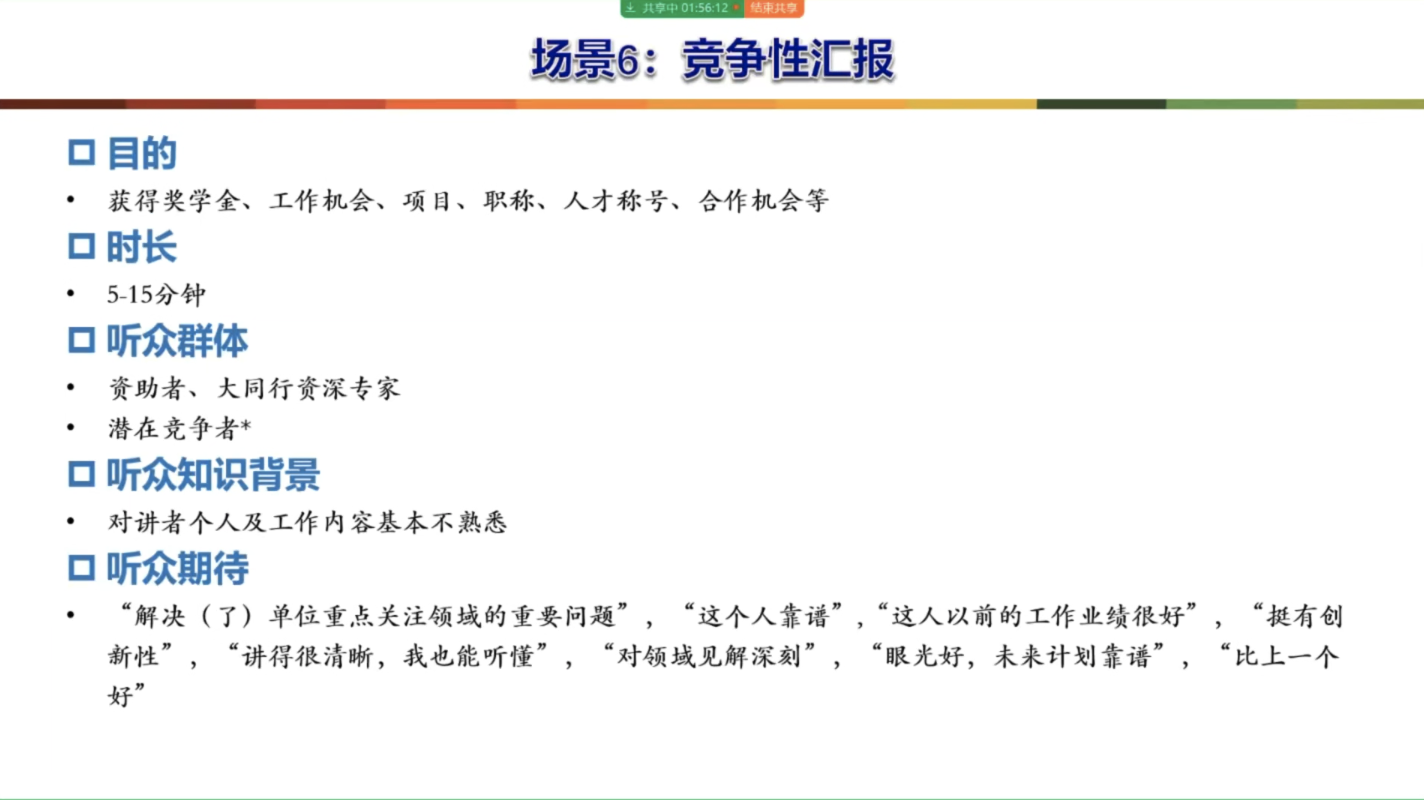 共享中 01:56:12
结束共享
场景6：竞争性汇报
目的
• 获得奖学金、工作机会、项目、职称、人才称号、合作机会等
时长
• 5-15分钟
听众群体
• 资助者、大同行资深专家
• 潜在竞争者*
听众知识背景
• 对讲者个人及工作内容基本不熟悉
听众期待
• “解决（了）单位重点关注领域的重要问题”，“这个人靠谱”,“这人以前的工作业绩很好”，“挺有创
新性”，“讲得很清晰，我也能听懂”，“对领域见解深刻”，“眼光好，未来计划靠谱”，“比上一个
好”